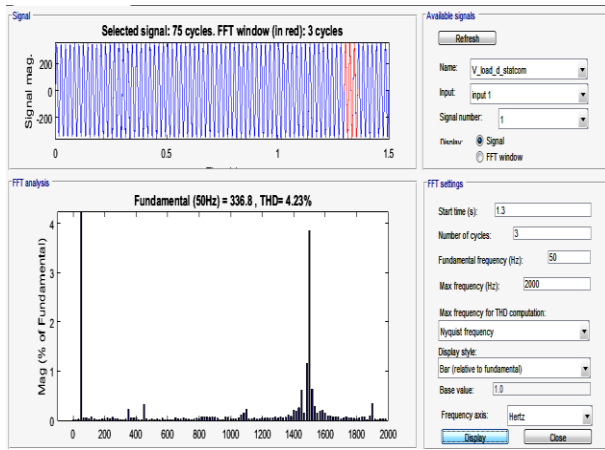 Signal
Selected signal: 75 cycles. FFT window (in red): 3 cycles
Signal mag.
200
0
-200
0 0.5 1 1.5
Available signals
Refresh
Name: V_load_d_statcom
Input: input 1
Signal number: 1
Display: Signal
FFT window
FFT analysis
Fundamental (50Hz) = 336.8 , THD= 4.23%
Mag (% of Fundamental)
4
3
2
1
0
0 200 400 600 800 1000 1200 1400 1600 1800 2000
FFT settings
Start time (s): 1.3
Number of cycles: 3
Fundamental frequency (Hz): 50
Max frequency (Hz): 2000
Max frequency for THD computation:
Nyquist frequency
Display style:
Bar (relative to fundamental)
Base value: 1.0
Frequency axis: Hertz
Display Close